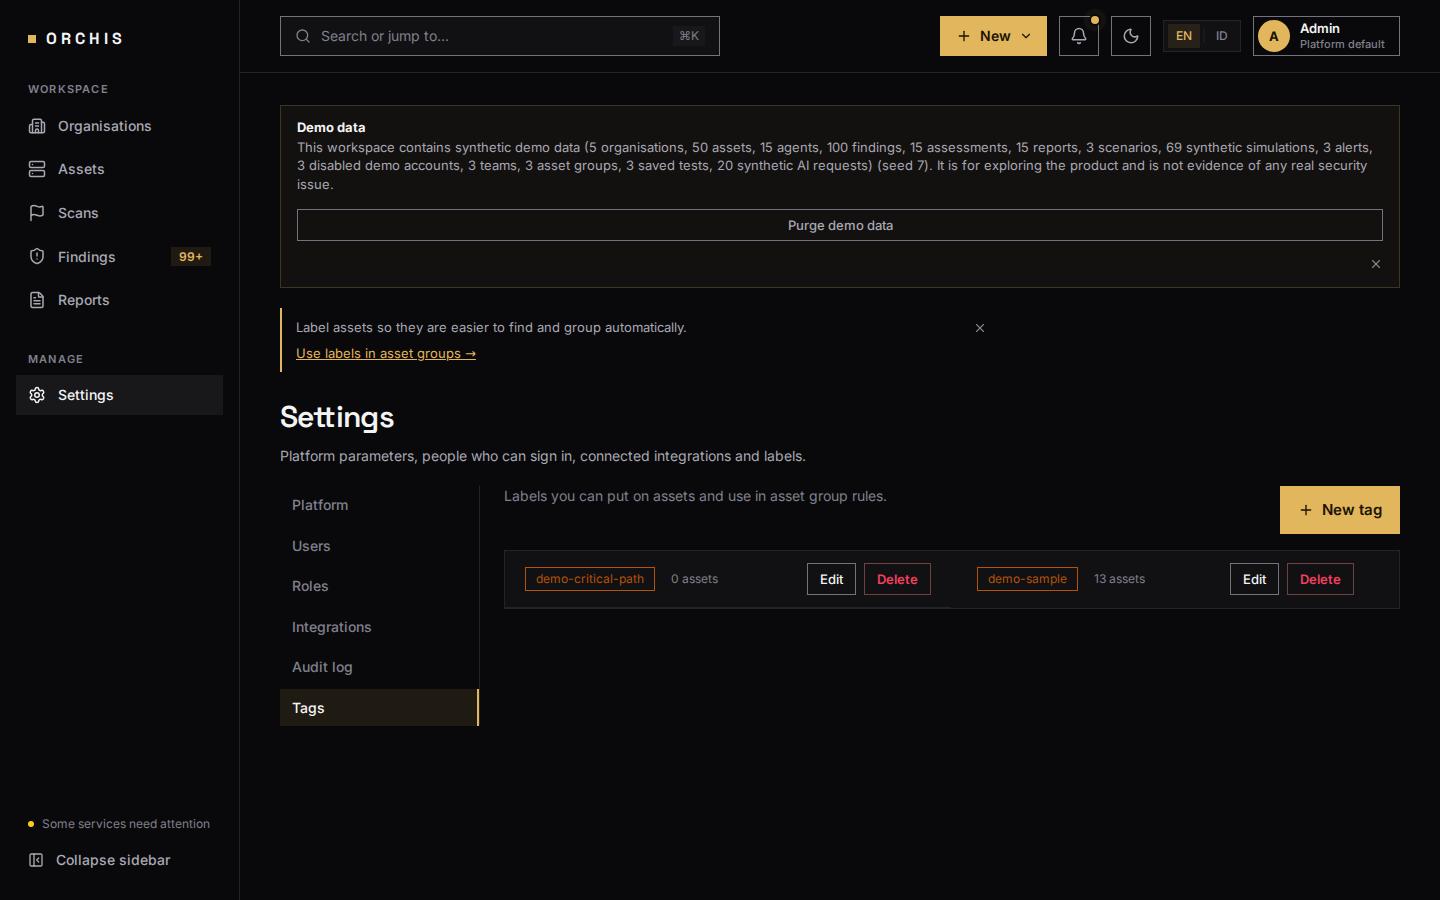 ORCHIS
Search or jump to...
⌘K
New
EN
ID
A
Admin
Platform default
WORKSPACE
Organisations
Assets
Scans
Findings
99+
Reports
MANAGE
Settings
Demo data
This workspace contains synthetic demo data (5 organisations, 50 assets, 15 agents, 100 findings, 15 assessments, 15 reports, 3 scenarios, 69 synthetic simulations, 3 alerts,
3 disabled demo accounts, 3 teams, 3 asset groups, 3 saved tests, 20 synthetic AI requests) (seed 7). It is for exploring the product and is not evidence of any real security
issue.
Purge demo data
Label assets so they are easier to find and group automatically.
Use labels in asset groups →
Settings
Platform parameters, people who can sign in, connected integrations and labels.
Platform
Users
Roles
Integrations
Audit log
Tags
Labels you can put on assets and use in asset group rules.
New tag
demo-critical-path 0 assets Edit Delete
demo-sample 13 assets Edit Delete
Some services need attention
Collapse sidebar